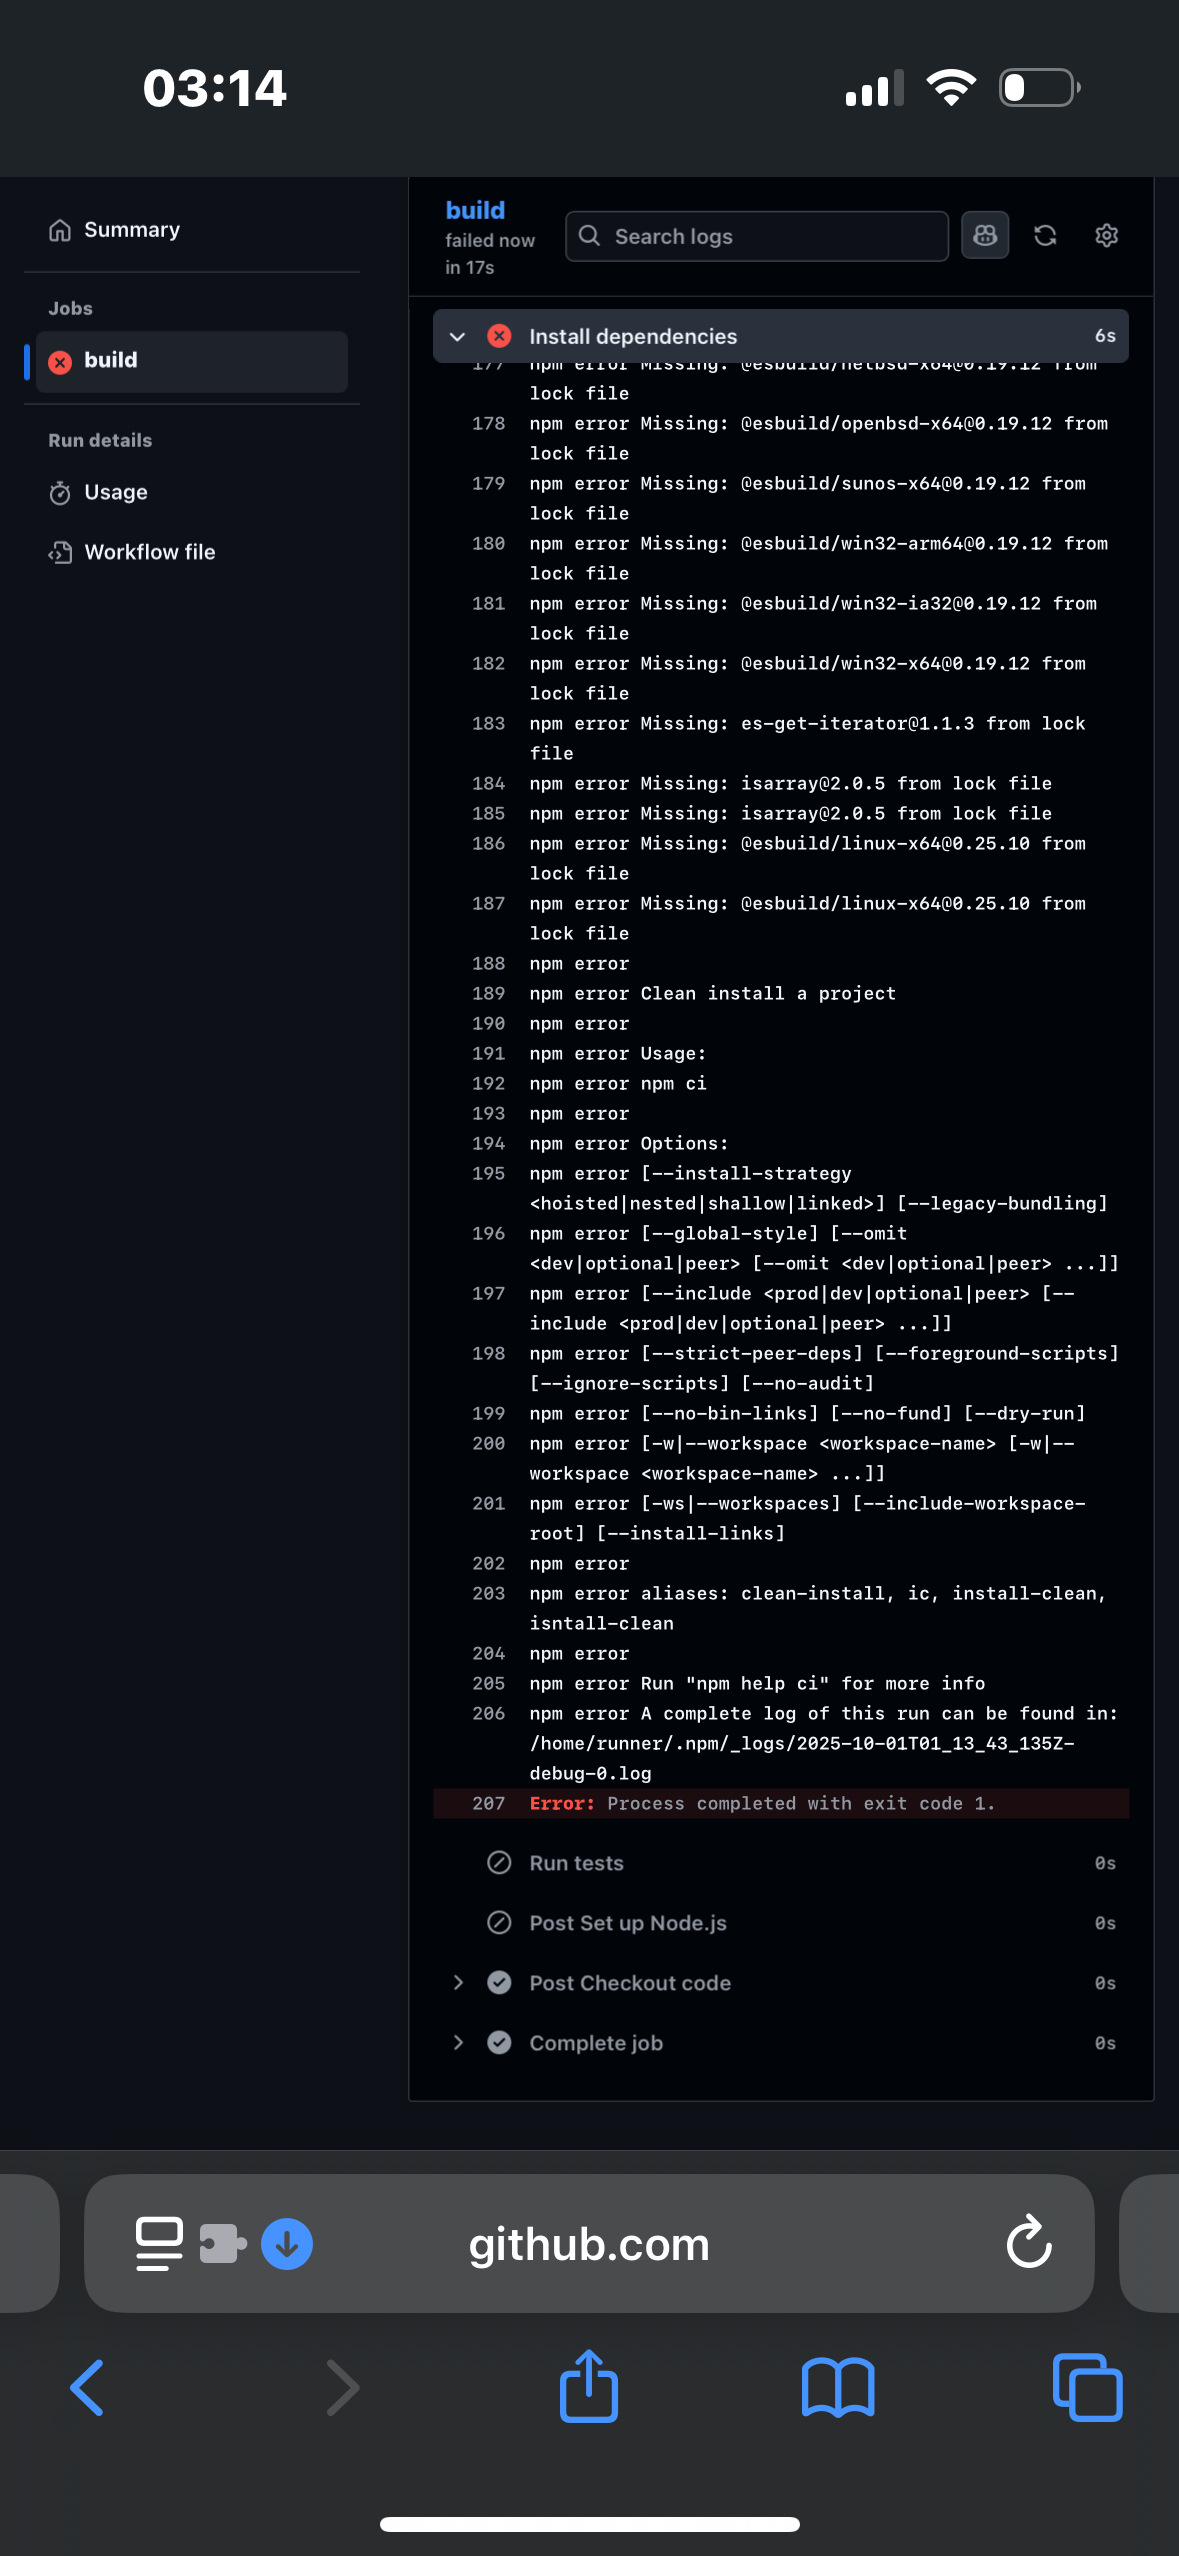 03:14
Summary
Jobs
build
Run details
Usage
Workflow file
build
failed now
in 17s
Search logs
Install dependencies 6s
177 npm error Missing: @esbuild/netbsd-x64@0.19.12 from
lock file
178 npm error Missing: @esbuild/openbsd-x64@0.19.12 from
lock file
179 npm error Missing: @esbuild/sunos-x64@0.19.12 from
lock file
180 npm error Missing: @esbuild/win32-arm64@0.19.12 from
lock file
181 npm error Missing: @esbuild/win32-ia32@0.19.12 from
lock file
182 npm error Missing: @esbuild/win32-x64@0.19.12 from
lock file
183 npm error Missing: es-get-iterator@1.1.3 from lock
file
184 npm error Missing: isarray@2.0.5 from lock file
185 npm error Missing: isarray@2.0.5 from lock file
186 npm error Missing: @esbuild/linux-x64@0.25.10 from
lock file
187 npm error Missing: @esbuild/linux-x64@0.25.10 from
lock file
188 npm error
189 npm error Clean install a project
190 npm error
191 npm error Usage:
192 npm error npm ci
193 npm error
194 npm error Options:
195 npm error [--install-strategy
<hoisted|nested|shallow|linked>] [--legacy-bundling]
196 npm error [--global-style] [--omit
<dev|optional|peer> [--omit <dev|optional|peer> ...]]
197 npm error [--include <prod|dev|optional|peer> [--
include <prod|dev|optional|peer> ...]]
198 npm error [--strict-peer-deps] [--foreground-scripts]
[--ignore-scripts] [--no-audit]
199 npm error [--no-bin-links] [--no-fund] [--dry-run]
200 npm error [-w|--workspace <workspace-name> [-w|--
workspace <workspace-name> ...]]
201 npm error [-ws|--workspaces] [--include-workspace-
root] [--install-links]
202 npm error
203 npm error aliases: clean-install, ic, install-clean,
isntall-clean
204 npm error
205 npm error Run "npm help ci" for more info
206 npm error A complete log of this run can be found in:
/home/runner/.npm/_logs/2025-10-01T01_13_43_135Z-
debug-0.log
207 Error: Process completed with exit code 1.
Run tests 0s
Post Set up Node.js 0s
Post Checkout code 0s
Complete job 0s
github.com